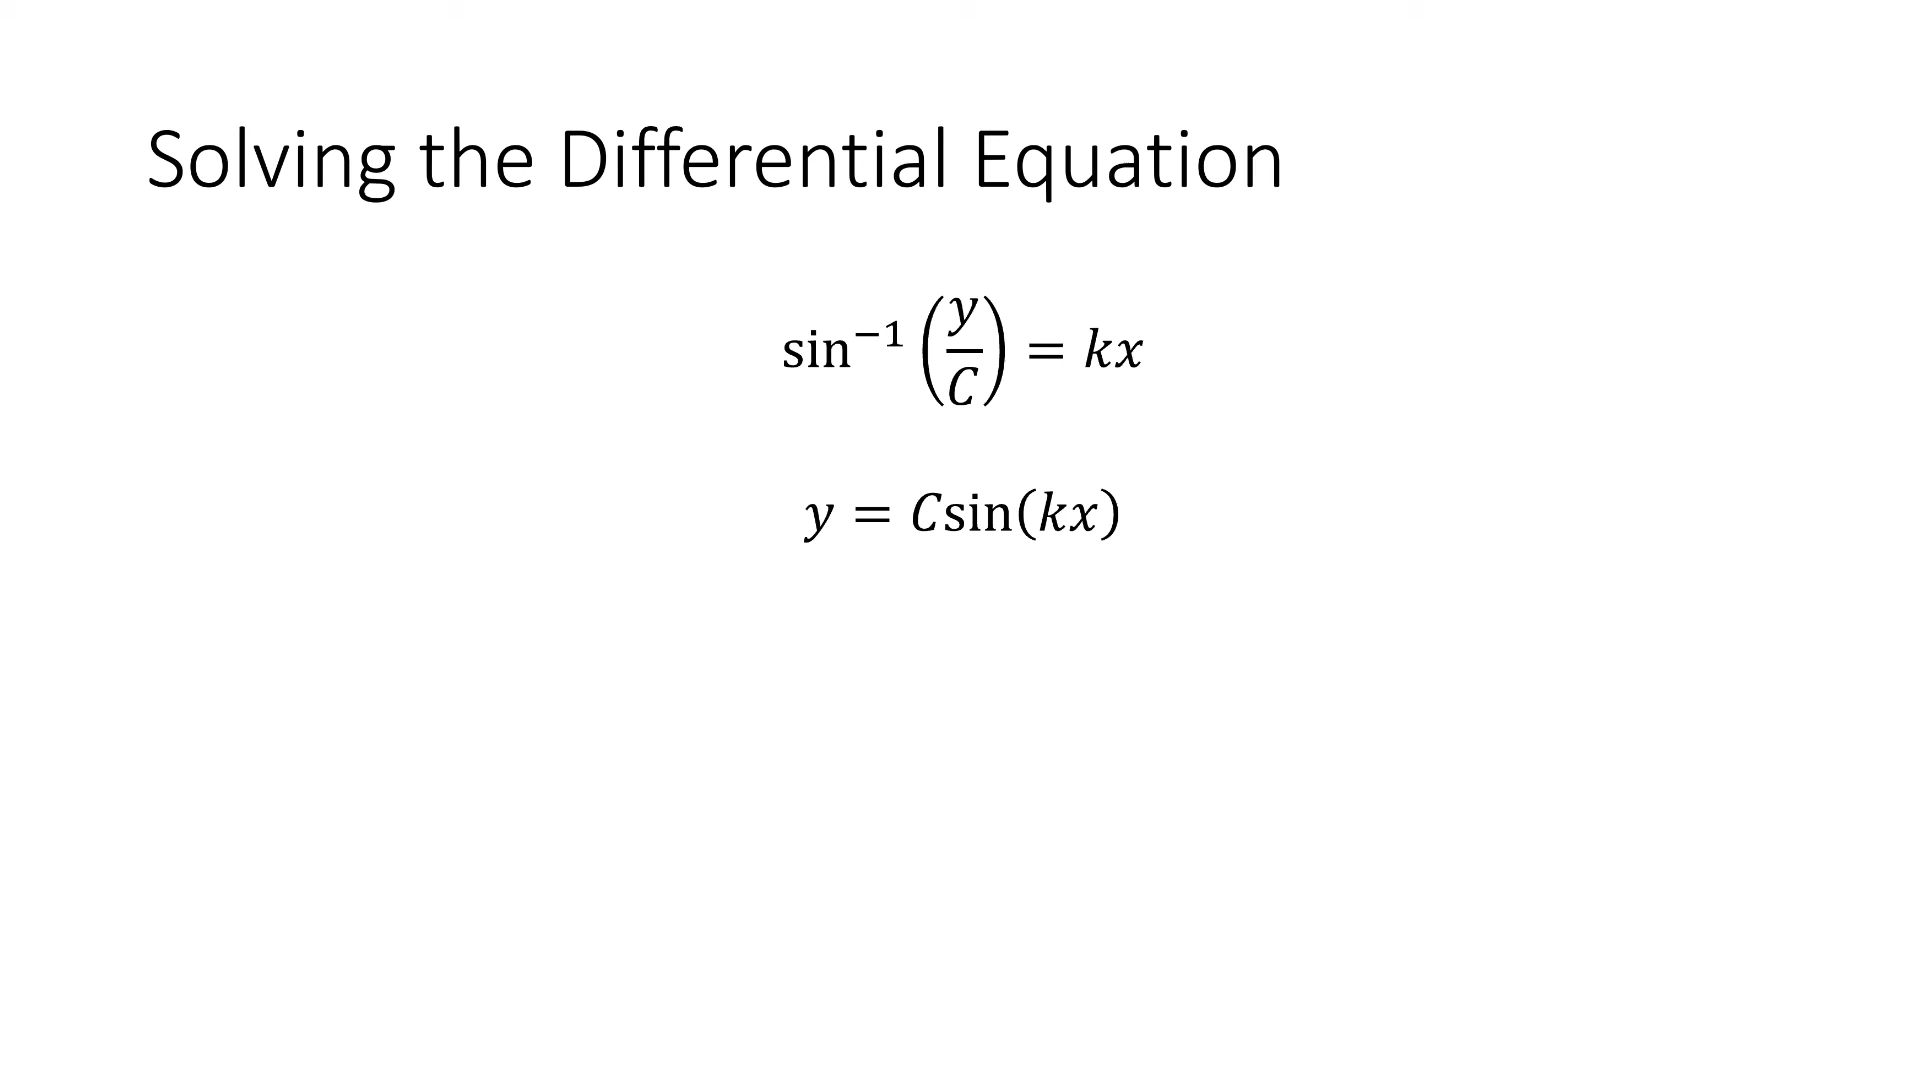 Solving the Differential Equation
sin⁻¹(y/C) = kx
y = Csin(kx)